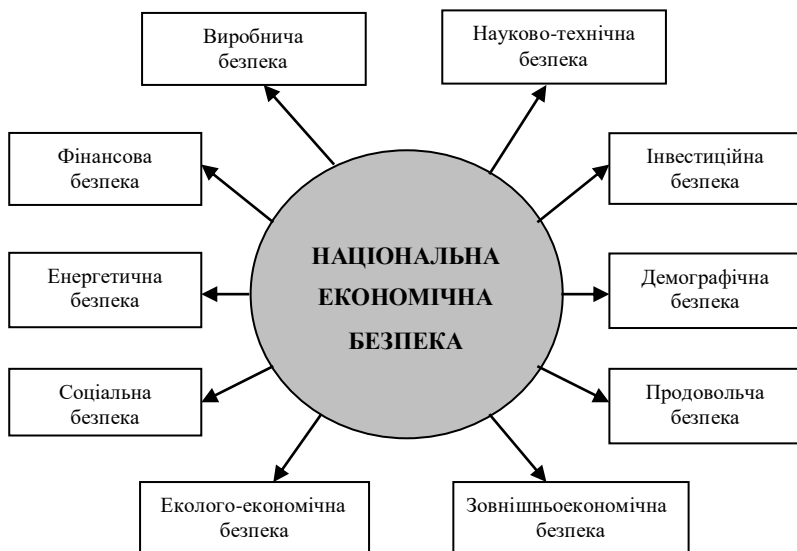 Виробнича
безпека
Науково-технічна
безпека
Фінансова
безпека
Інвестиційна
безпека
НАЦІОНАЛЬНА
ЕКОНОМІЧНА
БЕЗПЕКА
Енергетична
безпека
Демографічна
безпека
Соціальна
безпека
Продовольча
безпека
Еколого-економічна
безпека
Зовнішньоекономічна
безпека